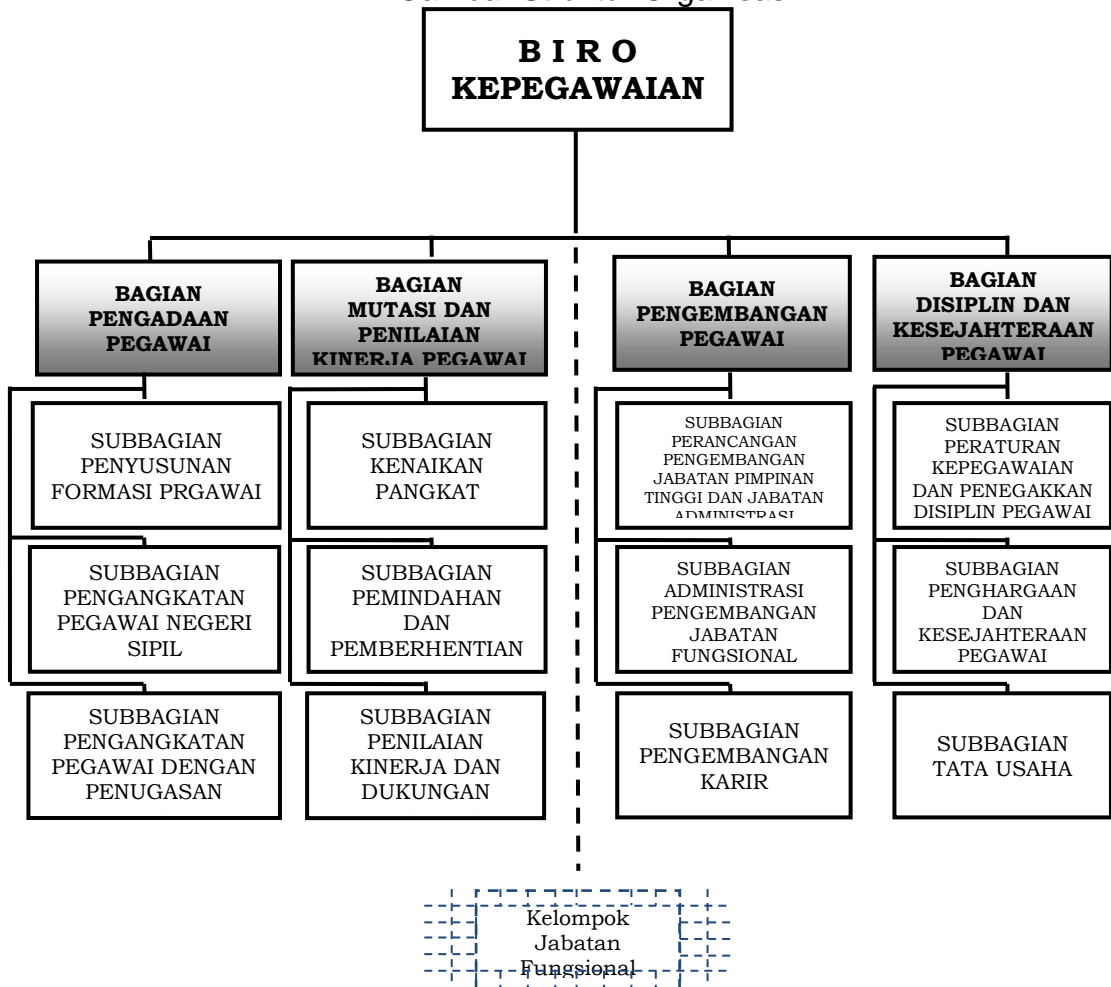 B I R O
KEPEGAWAIAN
BAGIAN
PENGADAAN
PEGAWAI
BAGIAN
MUTASI DAN
PENILAIAN
KINERJA PEGAWAI
BAGIAN
PENGEMBANGAN
PEGAWAI
BAGIAN
DISIPLIN DAN
KESEJAHTERAAN
PEGAWAI
SUBBAGIAN
PENYUSUNAN
FORMASI PRGAWAI
SUBBAGIAN
KENAIKAN
PANGKAT
SUBBAGIAN
PERANCANGAN
PENGEMBANGAN
JABATAN PIMPINAN
TINGGI DAN JABATAN
ADMINISTRASI
SUBBAGIAN
PERATURAN
KEPEGAWAIAN
DAN PENEGAKKAN
DISIPLIN PEGAWAI
SUBBAGIAN
PENGANGKATAN
PEGAWAI NEGERI
SIPIL
SUBBAGIAN
PEMINDAHAN
DAN
PEMBERHENTIAN
SUBBAGIAN
ADMINISTRASI
PENGEMBANGAN
JABATAN
FUNGSIONAL
SUBBAGIAN
PENGHARGAAN
DAN
KESEJAHTERAAN
PEGAWAI
SUBBAGIAN
PENGANGKATAN
PEGAWAI DENGAN
PENUGASAN
SUBBAGIAN
PENILAIAN
KINERJA DAN
DUKUNGAN
SUBBAGIAN
PENGEMBANGAN
KARIR
SUBBAGIAN
TATA USAHA
Kelompok
Jabatan
Fungsional